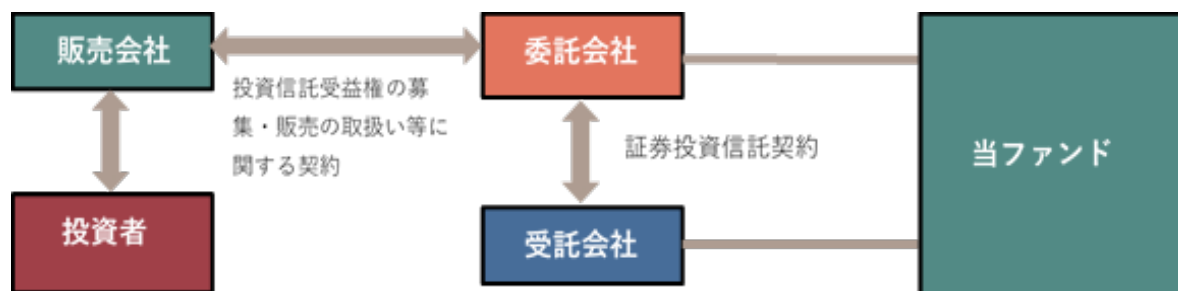 販売会社
委託会社
投資信託受益権の募
集・販売の取扱い等に
関する契約
証券投資信託契約
当ファンド
投資者
受託会社